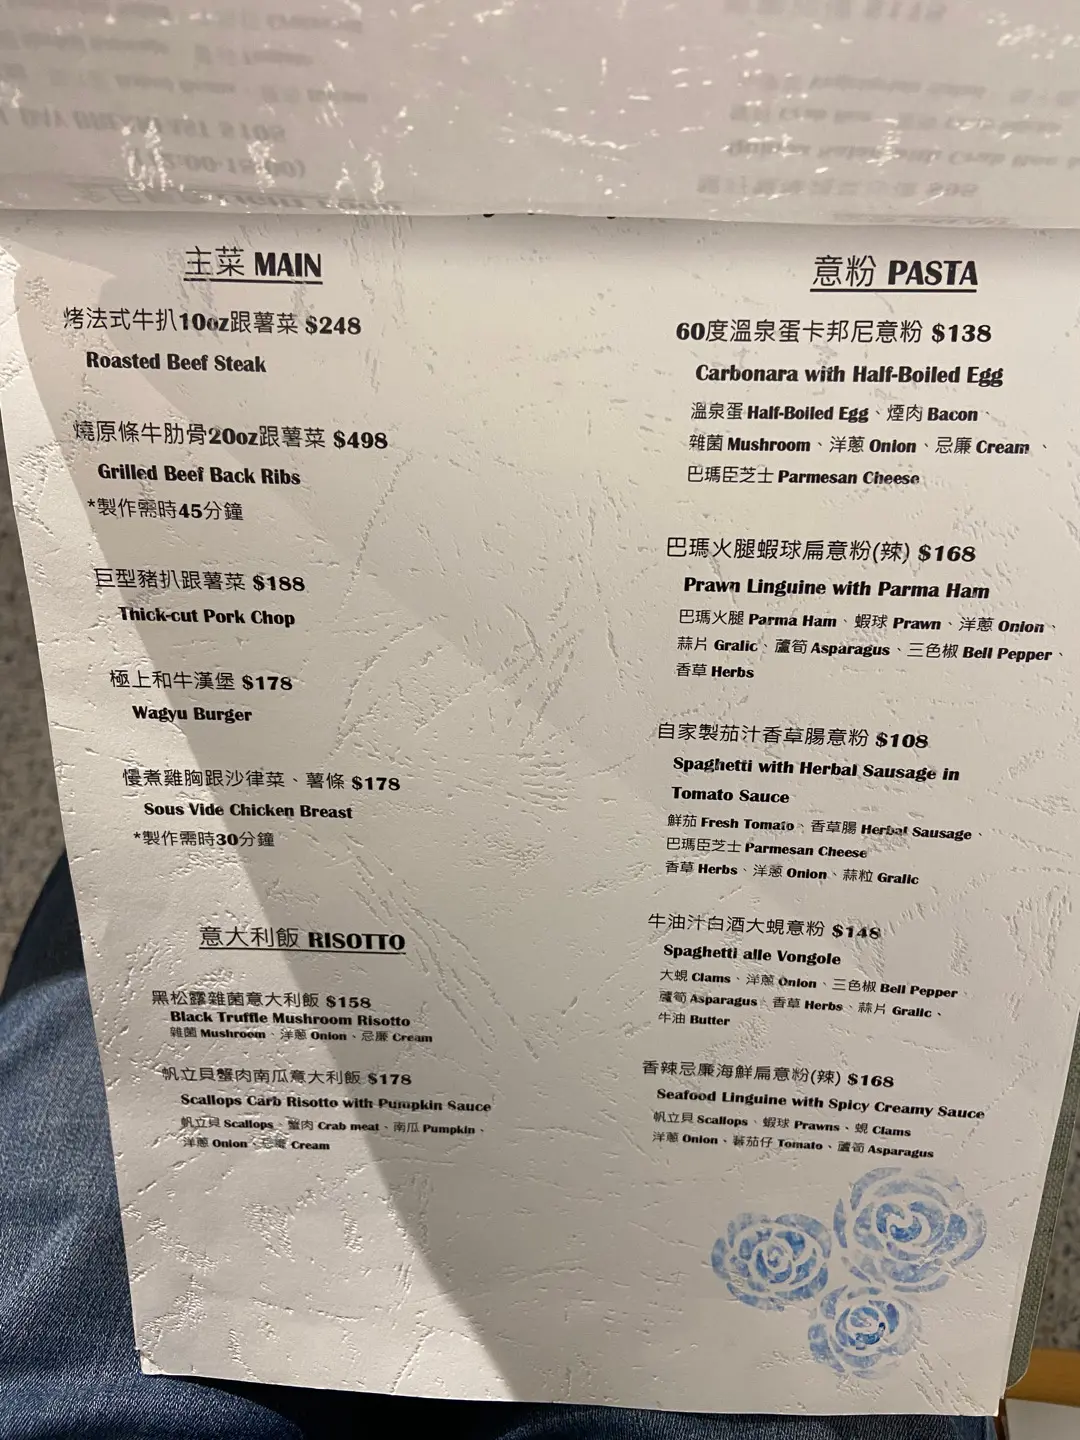 主菜 MAIN
烤法式牛扒10oz跟薯菜 $248
Roasted Beef Steak
燒原條牛肋骨20oz跟薯菜 $498
Grilled Beef Back Ribs
*製作需時45分鐘
巨型豬扒跟薯菜 $188
Thick-cut Pork Chop
極上和牛漢堡 $178
Wagyu Burger
慢煮雞胸跟沙律菜、薯條 $178
Sous Vide Chicken Breast
*製作需時30分鐘
意大利飯 RISOTTO
黑松露雜菌意大利飯 $158
Black Truffle Mushroom Risotto
雜菌 Mushroom、洋蔥 Onion、忌廉 Cream
帆立貝蟹肉南瓜意大利飯 $178
Scallops Carb Risotto with Pumpkin Sauce
帆立貝 Scallops、蟹肉 Crab meat、南瓜 Pumpkin、
洋蔥 Onion、忌廉 Cream
意粉 PASTA
60度溫泉蛋卡邦尼意粉 $138
Carbonara with Half-Boiled Egg
溫泉蛋 Half-Boiled Egg、煙肉 Bacon、
雜菌 Mushroom、洋蔥 Onion、忌廉 Cream、
巴瑪臣芝士 Parmesan Cheese
巴瑪火腿蝦球扁意粉(辣) $168
Prawn Linguine with Parma Ham
巴瑪火腿 Parma Ham、蝦球 Prawn、洋蔥 Onion、
蒜片 Gralic、蘆筍 Asparagus、三色椒 Bell Pepper、
香草 Herbs
自家製茄汁香草腸意粉 $108
Spaghetti with Herbal Sausage in
Tomato Sauce
鮮茄 Fresh Tomato、香草腸 Herbal Sausage、
巴瑪臣芝士 Parmesan Cheese
香草 Herbs、洋蔥 Onion、蒜粒 Gralic
牛油汁白酒大蜆意粉 $148
Spaghetti alle Vongole
大蜆 Clams、洋蔥 Onion、三色椒 Bell Pepper、
蘆筍 Asparagus、香草 Herbs、蒜片 Gralic、
牛油 Butter
香辣忌廉海鮮扁意粉(辣) $168
Seafood Linguine with Spicy Creamy Sauce
帆立貝 Scallops、蝦球 Prawns、蜆 Clams
洋蔥 Onion、蕃茄仔 Tomato、蘆筍 Asparagus